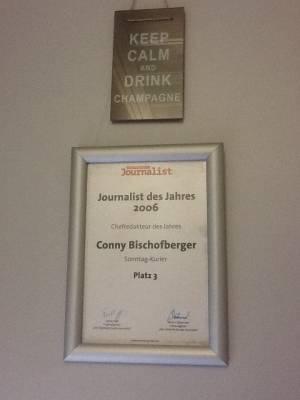 KEEP
CALM
AND
DRINK
CHAMPAGNE
Journalist
Journalist des Jahres
2006
Chefredakteur des Jahres
Conny Bischofberger
Sonntag-Kurier
Platz 3